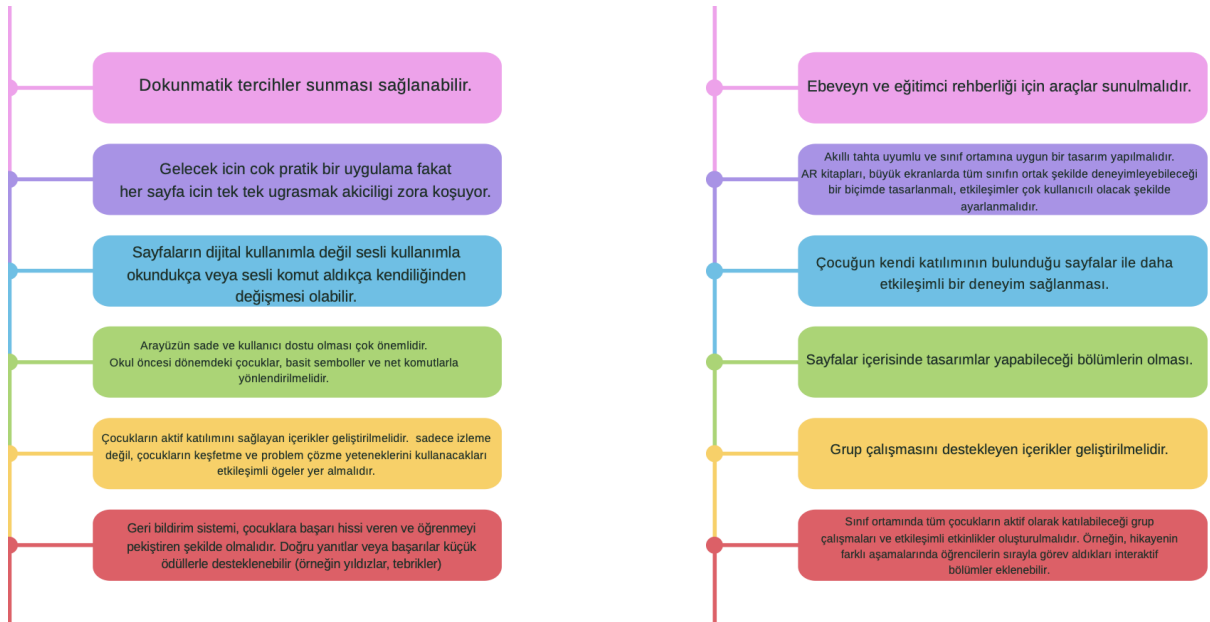 Dokunmatik tercihler sunması sağlanabilir.
Gelecek icin cok pratik bir uygulama fakat
her sayfa icin tek tek ugrasmak akiciligi zora koşuyor.
Sayfaların dijital kullanımla değil sesli kullanımla
okundukça veya sesli komut aldıkça kendiliğinden
değişmesi olabilir.
Arayüzün sade ve kullanıcı dostu olması çok önemlidir.
Okul öncesi dönemdeki çocuklar, basit semboller ve net komutlarla
yönlendirilmelidir.
Çocukların aktif katılımını sağlayan içerikler geliştirilmelidir.  sadece izleme
değil, çocukların keşfetme ve problem çözme yeteneklerini kullanacakları
etkileşimli ögeler yer almalıdır.
Geri bildirim sistemi, çocuklara başarı hissi veren ve öğrenmeyi
pekiştiren şekilde olmalıdır. Doğru yanıtlar veya başarılar küçük
ödüllerle desteklenebilir (örneğin yıldızlar, tebrikler)
Ebeveyn ve eğitimci rehberliği için araçlar sunulmalıdır.
Akıllı tahta uyumlu ve sınıf ortamına uygun bir tasarım yapılmalıdır.
AR kitapları, büyük ekranlarda tüm sınıfın ortak şekilde deneyimleyebileceği
bir biçimde tasarlanmalı, etkileşimler çok kullanıcılı olacak şekilde
ayarlanmalıdır.
Çocuğun kendi katılımının bulunduğu sayfalar ile daha
etkileşimli bir deneyim sağlanması.
Sayfalar içerisinde tasarımlar yapabileceği bölümlerin olması.
Grup çalışmasını destekleyen içerikler geliştirilmelidir.
Sınıf ortamında tüm çocukların aktif olarak katılabileceği grup
çalışmaları ve etkileşimli etkinlikler oluşturulmalıdır. Örneğin, hikayenin
farklı aşamalarında öğrencilerin sırayla görev aldıkları interaktif
bölümler eklenebilir.